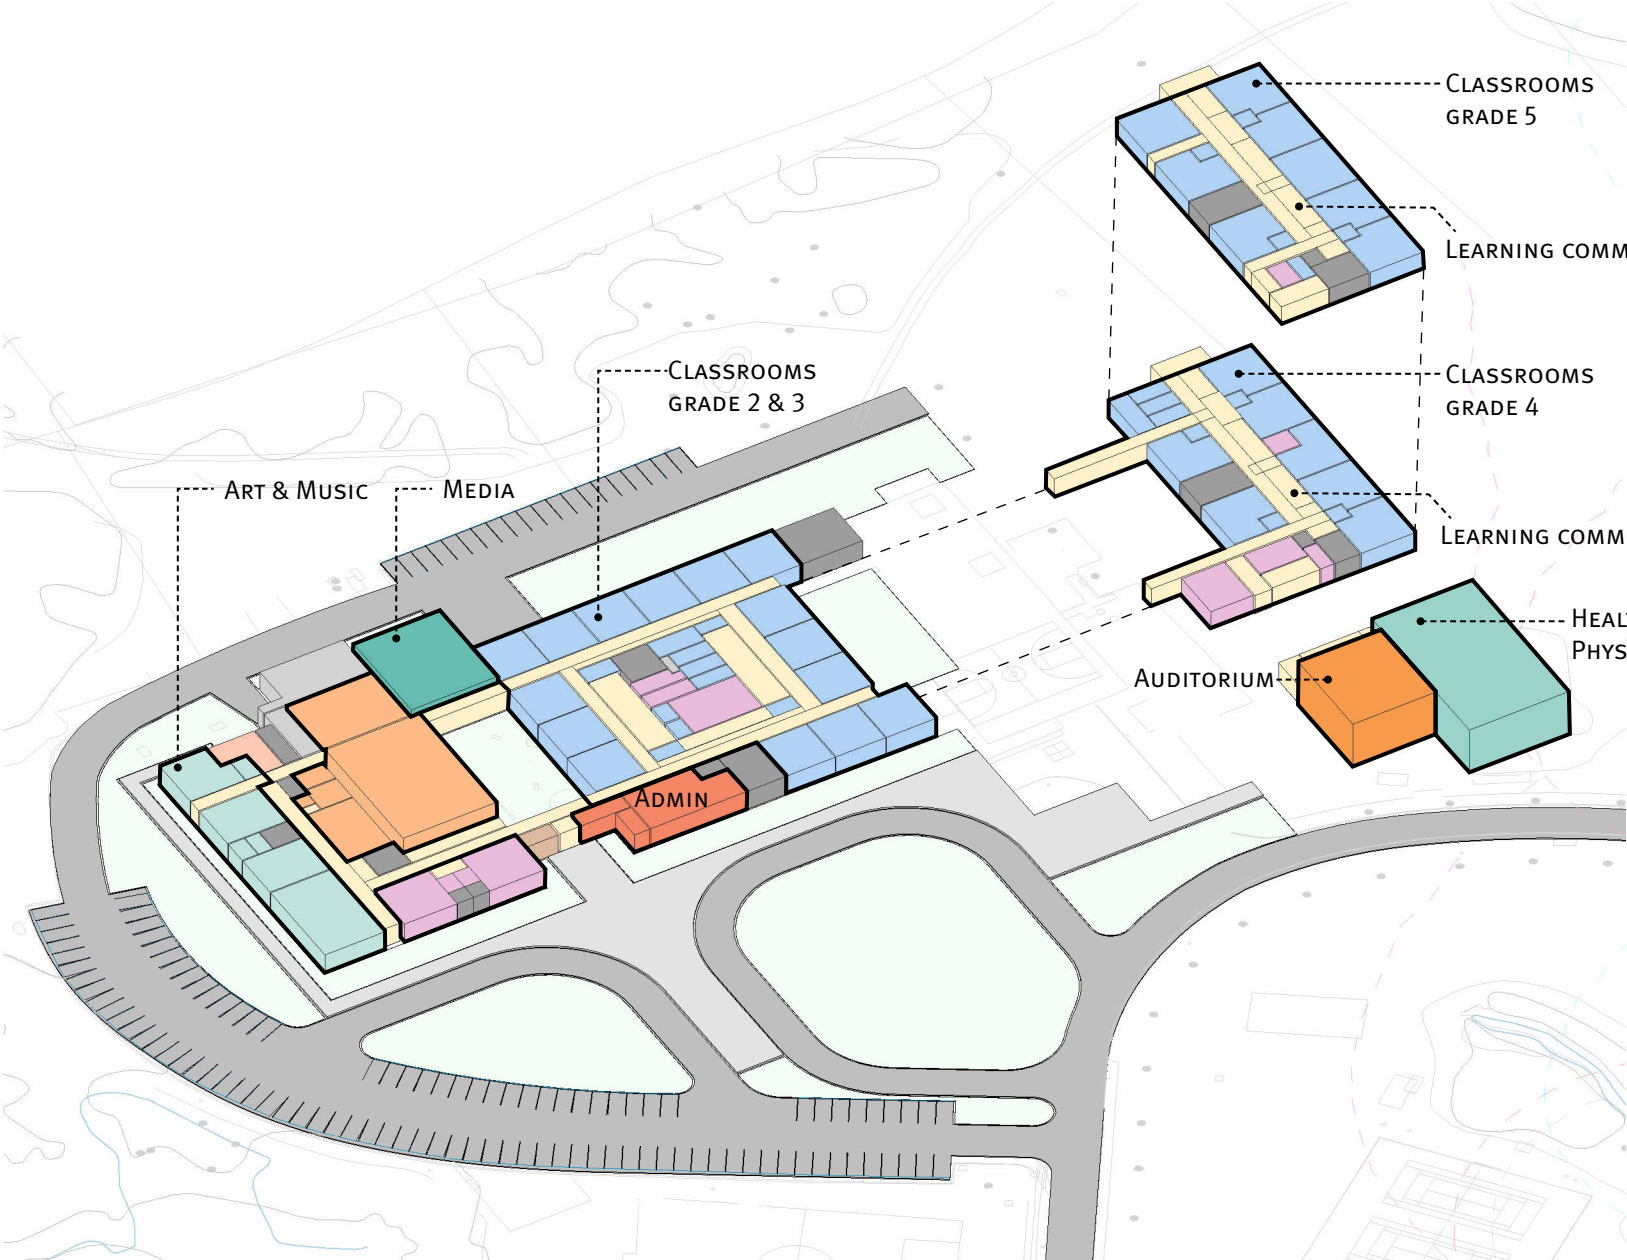 CLASSROOMS
GRADE 5
LEARNING COMM
CLASSROOMS
GRADE 2 & 3
CLASSROOMS
GRADE 4
ART & MUSIC
MEDIA
LEARNING COMM
HEAL
PHYS
AUDITORIUM
ADMIN